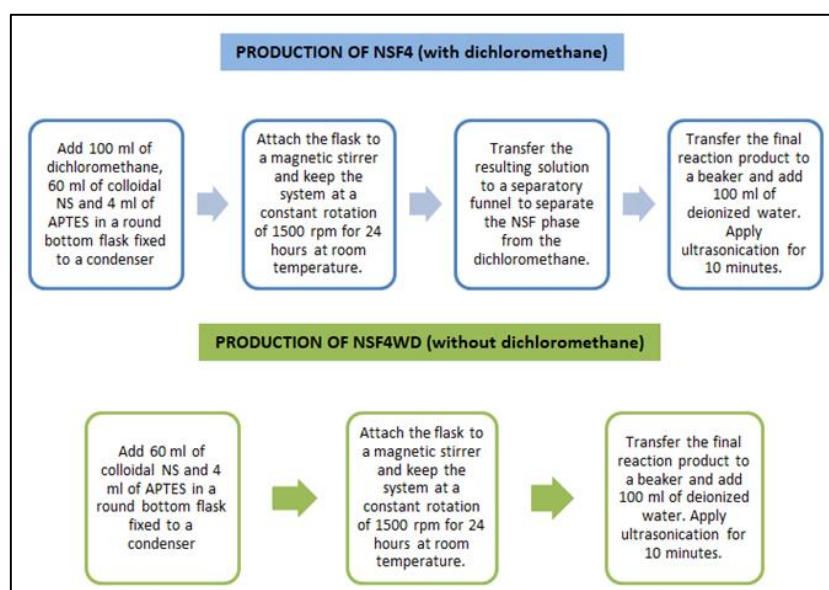 PRODUCTION OF NSF4 (with dichloromethane)
Add 100 ml of
dichloromethane,
60 ml of colloidal
NS and 4 ml of
APTES in a round
bottom flask fixed
to a condenser
Attach the flask to
a magnetic stirrer
and keep the
system at a
constant rotation
of 1500 rpm for 24
hours at room
temperature.
Transfer the
resulting solution
to a separatory
funnel to separate
the NSF phase
from the
dichloromethane.
Transfer the final
reaction product to
a beaker and add
100 ml of
deionized water.
Apply
ultrasonication for
10 minutes.
PRODUCTION OF NSF4WD (without dichloromethane)
Add 60 ml of
colloidal NS and 4
ml of APTES in a
round bottom flask
fixed to a
condenser
Attach the flask to
a magnetic stirrer
and keep the
system at a
constant rotation
of 1500 rpm for 24
hours at room
temperature.
Transfer the final
reaction product to
a beaker and add
100 ml of deionized
water. Apply
ultrasonication for
10 minutes.